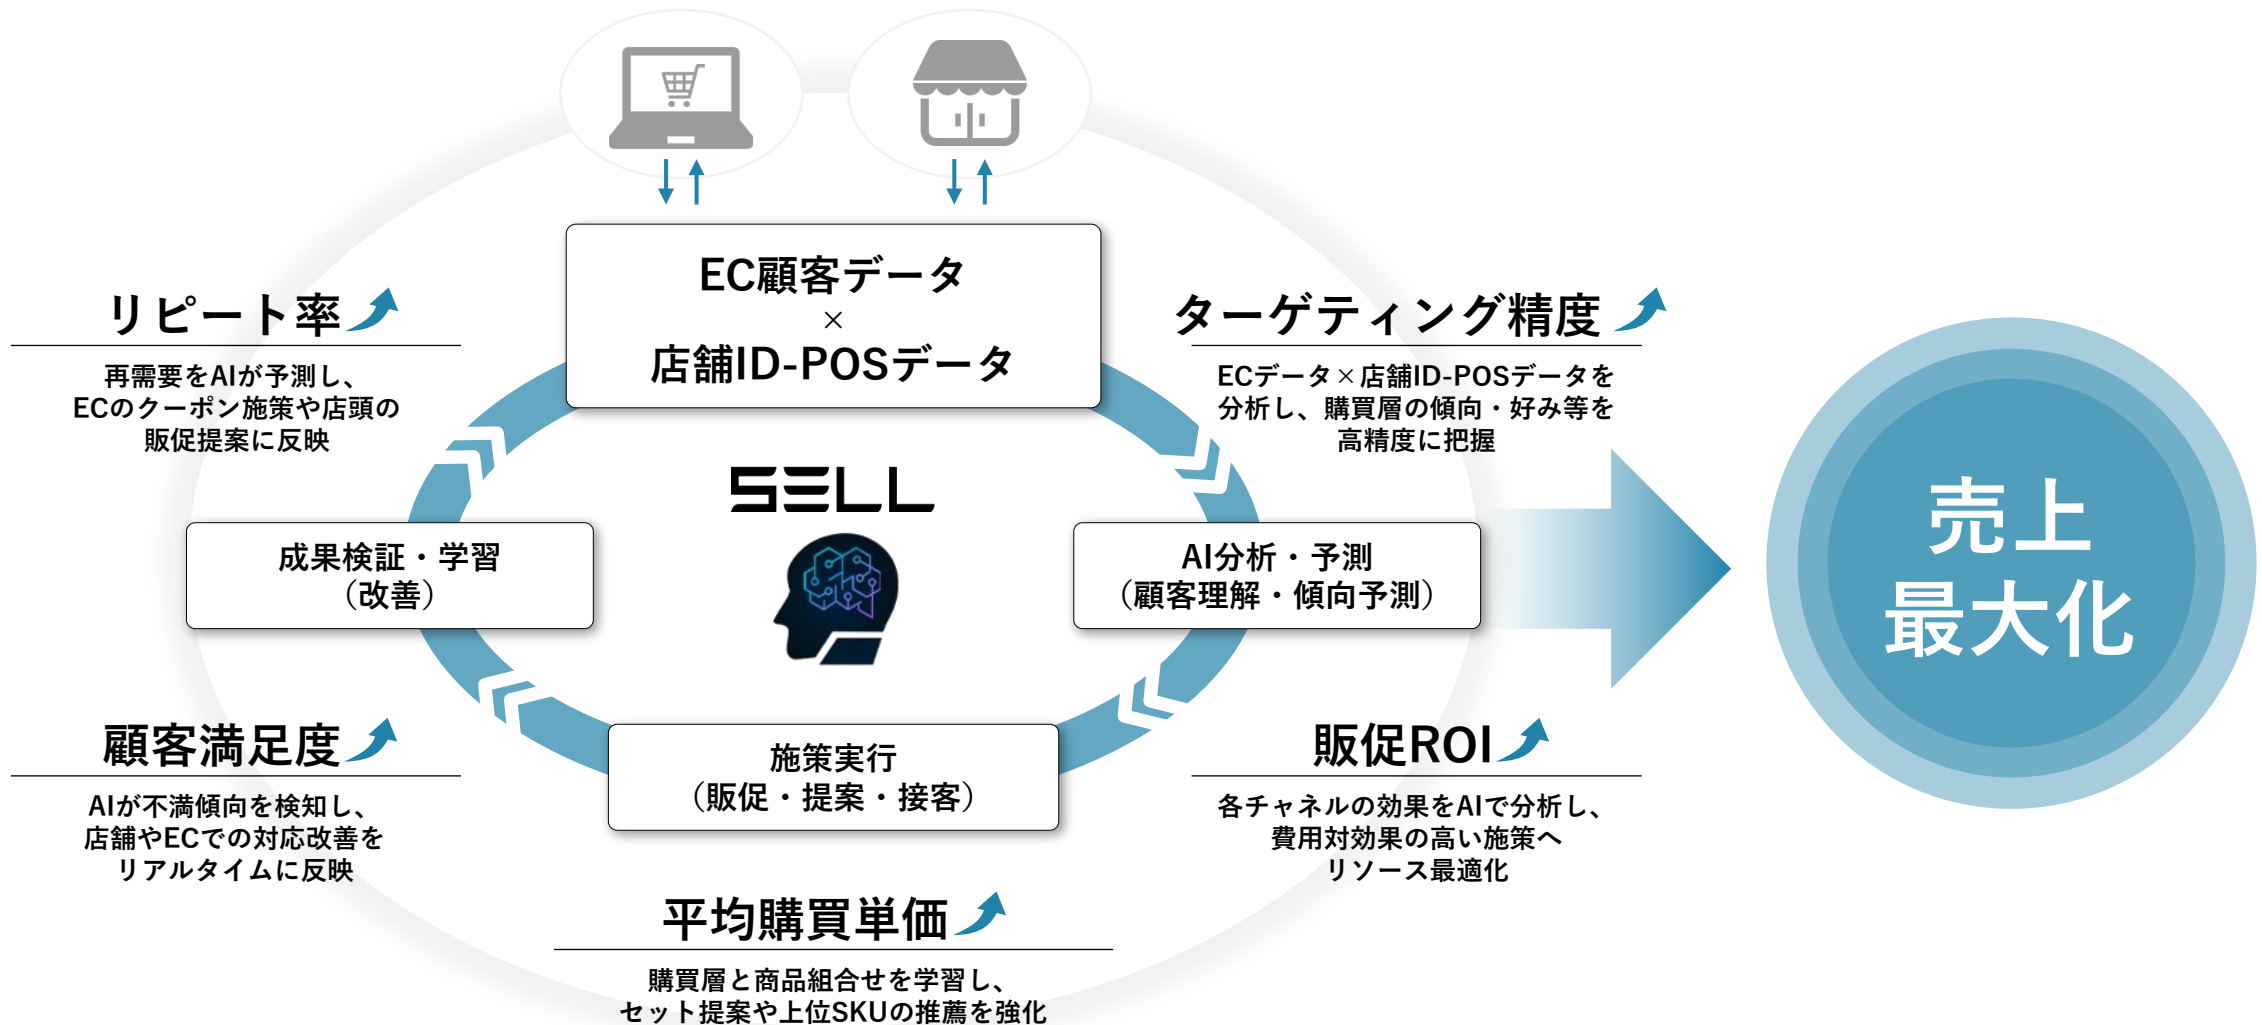 EC顧客データ
×
店舗ID-POSデータ
リピート率
再需要をAIが予測し、
ECのクーポン施策や店頭の
販促提案に反映
ターゲティング精度
ECデータ×店舗ID-POSデータを
分析し、購買層の傾向・好み等を
高精度に把握
SELL
成果検証・学習
（改善）
AI分析・予測
（顧客理解・傾向予測）
売上
最大化
顧客満足度
AIが不満傾向を検知し、
店舗やECでの対応改善を
リアルタイムに反映
施策実行
（販促・提案・接客）
販促ROI
各チャネルの効果をAIで分析し、
費用対効果の高い施策へ
リソース最適化
平均購買単価
購買層と商品組合せを学習し、
セット提案や上位SKUの推薦を強化